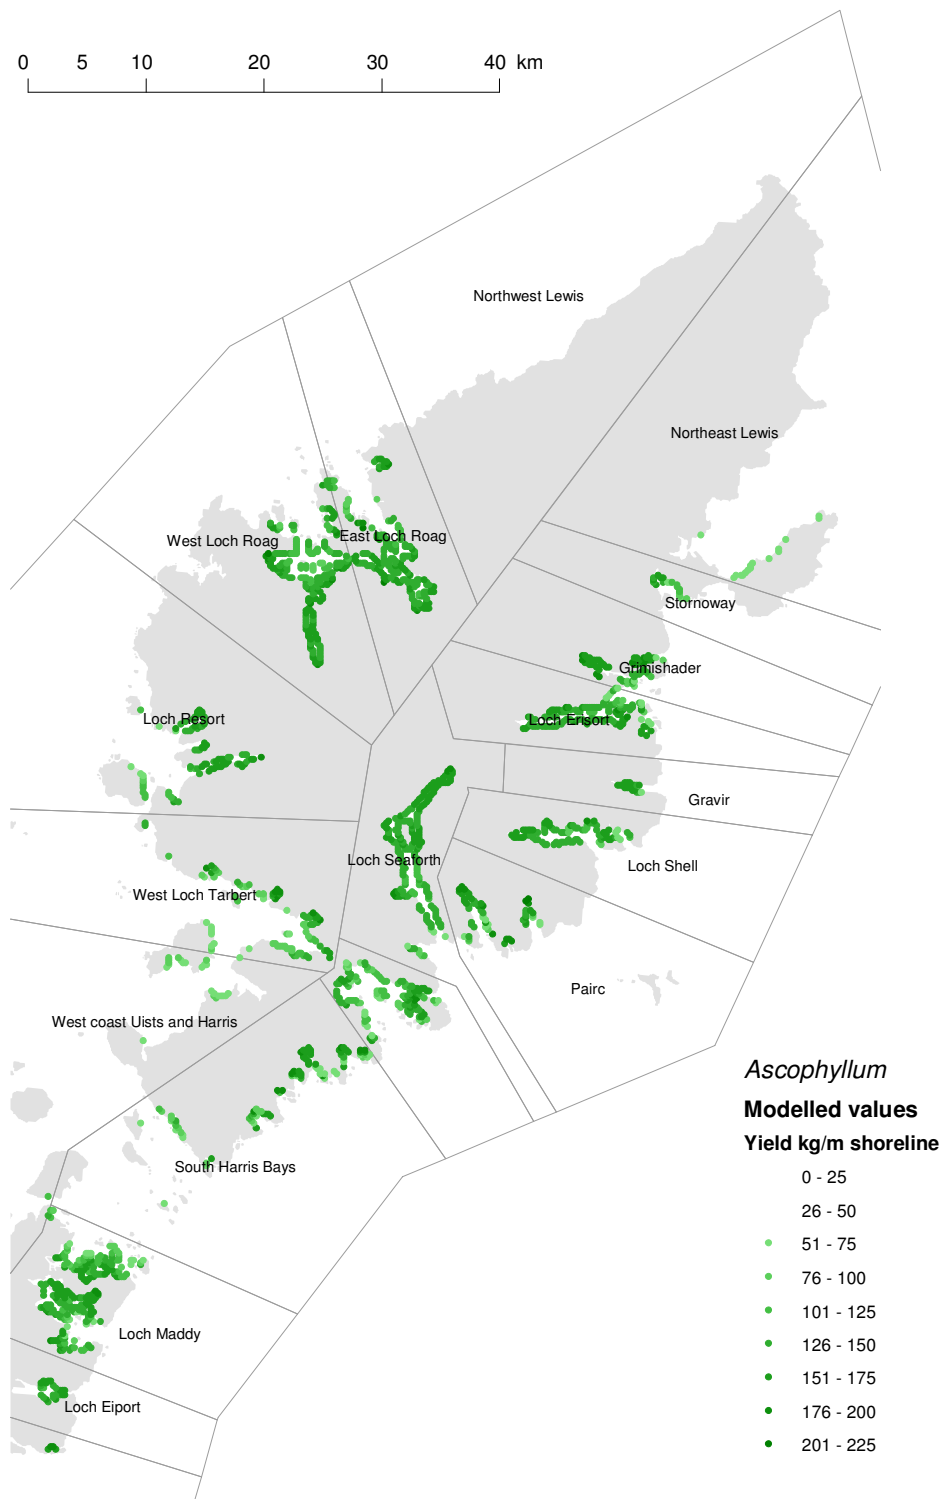 0 5 10 20 30 40 km
Northwest Lewis
Northeast Lewis
West Loch Roag
East Loch Roag
Stornoway
Grimishader
Loch Resort
Loch Erisort
Gravir
Loch Seaforth
Loch Shell
West Loch Tarbert
Pairc
West coast Uists and Harris
South Harris Bays
Loch Maddy
Loch Eiport
Ascophyllum
Modelled values
Yield kg/m shoreline
0 - 25
26 - 50
51 - 75
76 - 100
101 - 125
126 - 150
151 - 175
176 - 200
201 - 225